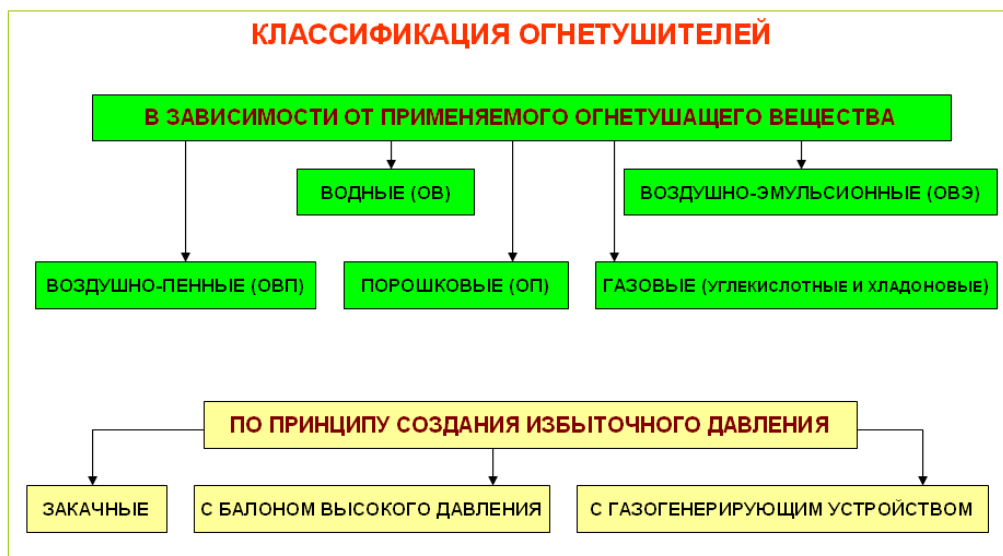 КЛАССИФИКАЦИЯ ОГНЕТУШИТЕЛЕЙ
В ЗАВИСИМОСТИ ОТ ПРИМЕНЯЕМОГО ОГНЕТУШАЩЕГО ВЕЩЕСТВА
ВОДНЫЕ (ОВ)
ВОЗДУШНО-ЭМУЛЬСИОННЫЕ (ОВЭ)
ВОЗДУШНО-ПЕННЫЕ (ОВП)
ПОРОШКОВЫЕ (ОП)
ГАЗОВЫЕ (УГЛЕКИСЛОТНЫЕ И ХЛАДОНОВЫЕ)
ПО ПРИНЦИПУ СОЗДАНИЯ ИЗБЫТОЧНОГО ДАВЛЕНИЯ
ЗАКАЧНЫЕ
С БАЛОНОМ ВЫСОКОГО ДАВЛЕНИЯ
С ГАЗОГЕНЕРИРУЮЩИМ УСТРОЙСТВОМ